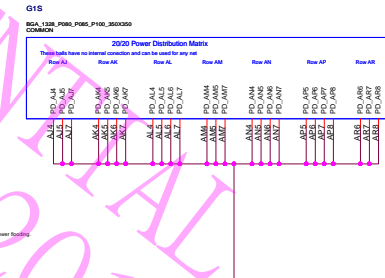 G1S
BGA_1328_P080_P085_P100_350X350
COMMON
20/20 Power Distribution Matrix
These balls have no internal conection and can be used for any net
Row AJ Row AK Row AL Row AM Row AN Row AP Row AR
PD_AJ4 PD_AJ5 PD_AJ7 PD_AK4 PD_AK5 PD_AK6 PD_AK7 PD_AL4 PD_AL5 PD_AL6 PD_AL7 PD_AM4 PD_AM5 PD_AM7 PD_AN4 PD_AN5 PD_AN6 PD_AN7 PD_AP5 PD_AP6 PD_AP7 PD_AP8 PD_AR6 PD_AR7 PD_AR8
AJ4 AJ5 AJ7 AK4 AK5 AK6 AK7 AL4 AL5 AL6 AL7 AM4 AM5 AM7 AN4 AN5 AN6 AN7 AP5 AP6 AP7 AP8 AR6 AR7 AR8
flooding.